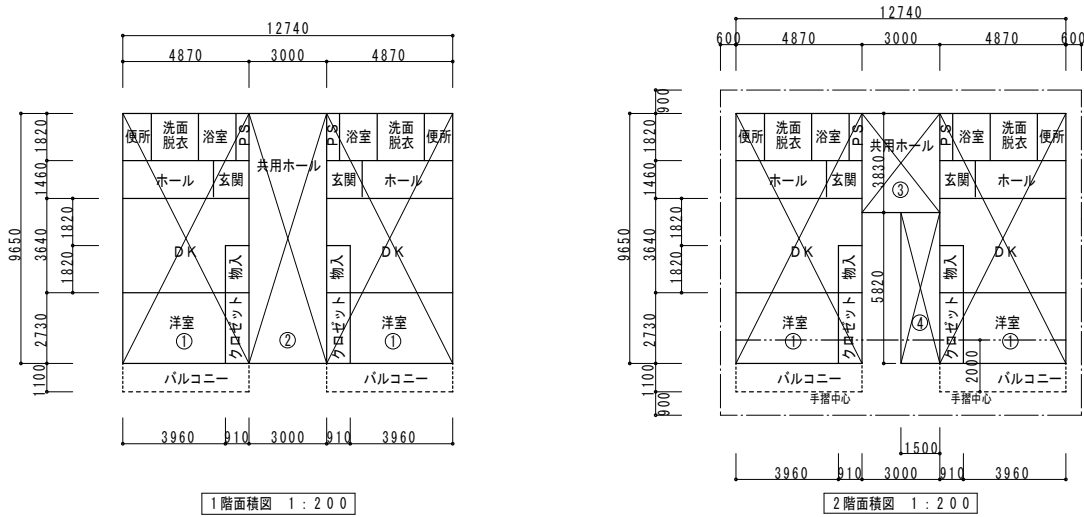 12740
4870 3000 4870
便所 洗面脱衣 浴室 PS 共用ホール PS 浴室 洗面脱衣 便所
ホール 玄関 玄関 ホール
DK 物入 物入 DK
洋室 クロゼット クロゼット 洋室
① ② ①
バルコニー バルコニー
9650
1820
1460
3640
2730
1100
1820
1820
3960 910 3000 910 3960
1階面積図 1:200
12740
600 4870 3000 4870 600
900
便所 洗面脱衣 浴室 PS 共用ホール PS 浴室 洗面脱衣 便所
ホール 玄関 ③ 玄関 ホール
DK 物入 物入 DK
洋室 クロゼット ④ クロゼット 洋室
① ①
バルコニー バルコニー
手摺中心 手摺中心
3830
5820
2000
9650
1820
1460
3640
2730
1100
900
1820
1820
1500
3960 910 3000 910 3960
2階面積図 1:200